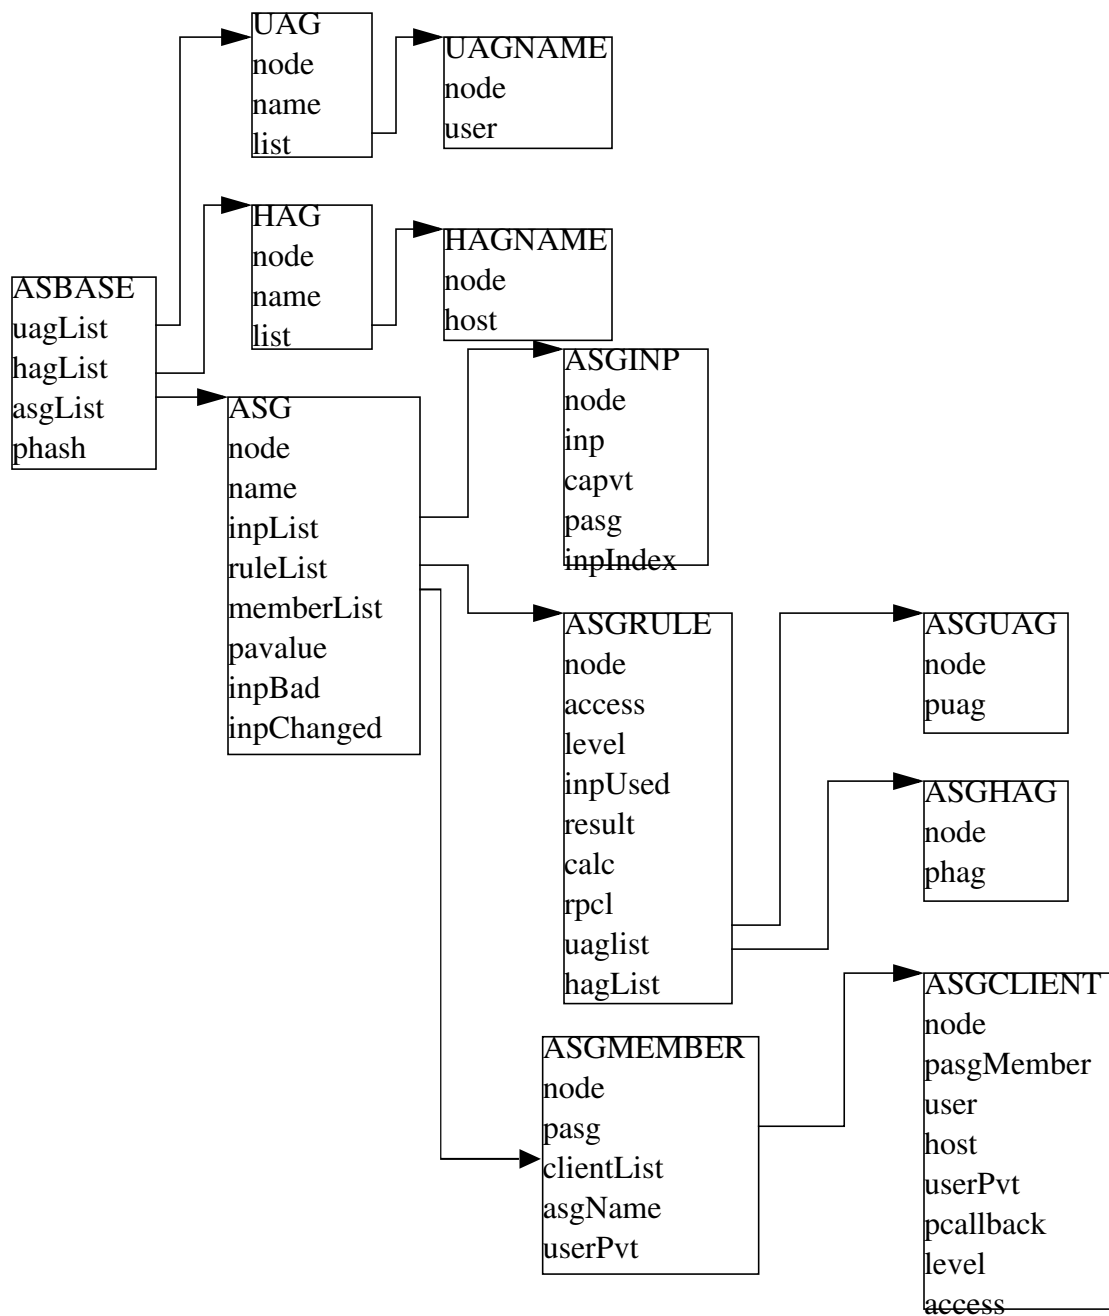 UAG
node
name
list
UAGNAME
node
user
HAG
node
name
list
HAGNAME
node
host
ASBASE
uagList
hagList
asgList
phash
ASG
node
name
inpList
ruleList
memberList
pavalue
inpBad
inpChanged
ASGINP
node
inp
capvt
pasg
inpIndex
ASGRULE
node
access
level
inpUsed
result
calc
rpcl
uaglist
hagList
ASGUAG
node
puag
ASGHAG
node
phag
ASGMEMBER
node
pasg
clientList
asgName
userPvt
ASGCLIENT
node
pasgMember
user
host
userPvt
pcallback
level
access